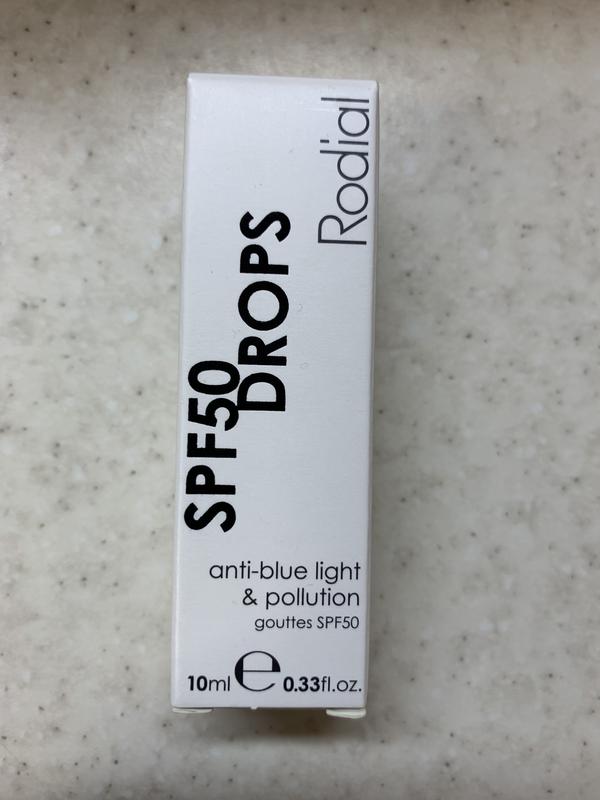 Rodial
SPF50
DROPS
anti-blue light
& pollution
gouttes SPF50
10ml e 0.33fl.oz.